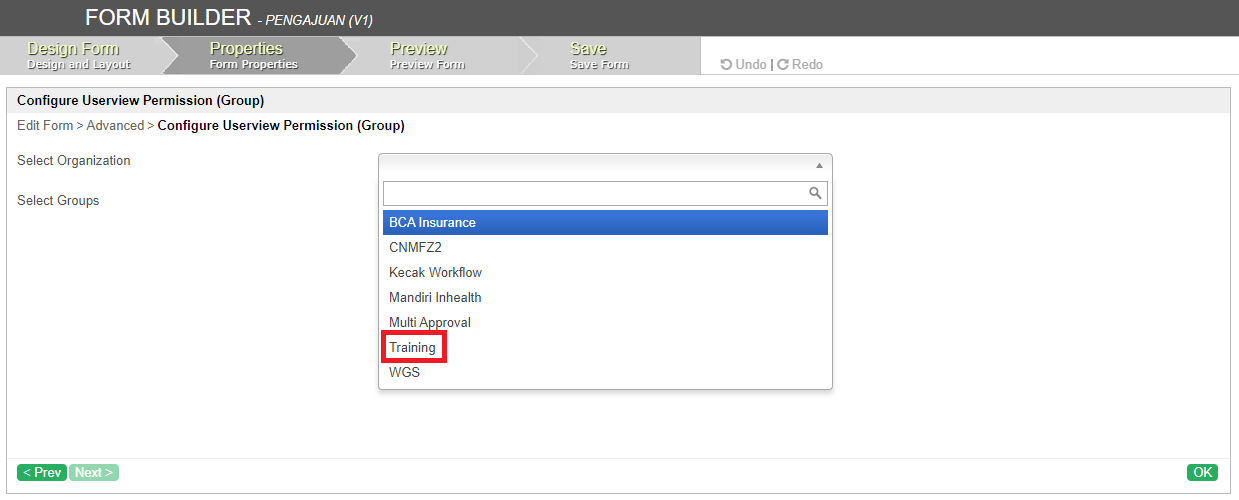 FORM BUILDER - PENGAJUAN (V1)
Design Form
Design and Layout
Properties
Form Properties
Preview
Preview Form
Save
Save Form
Undo | Redo
Configure Userview Permission (Group)
Edit Form > Advanced > Configure Userview Permission (Group)
Select Organization
Select Groups
BCA Insurance
CNMFZ2
Kecak Workflow
Mandiri Inhealth
Multi Approval
Training
WGS
< Prev Next >
OK